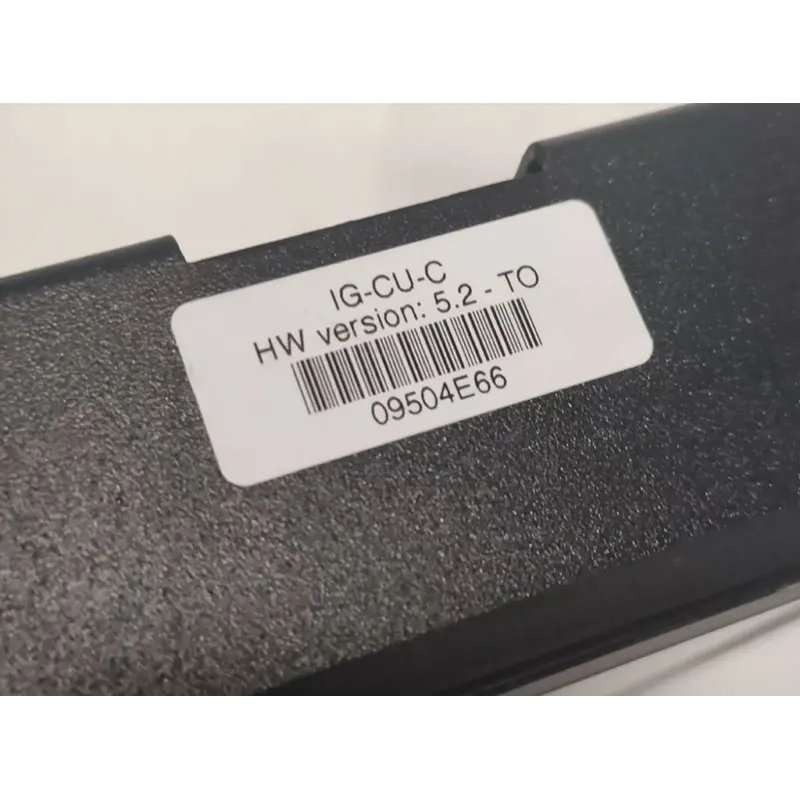 IG-CU-C
HW version: 5.2 - TO
09504E66